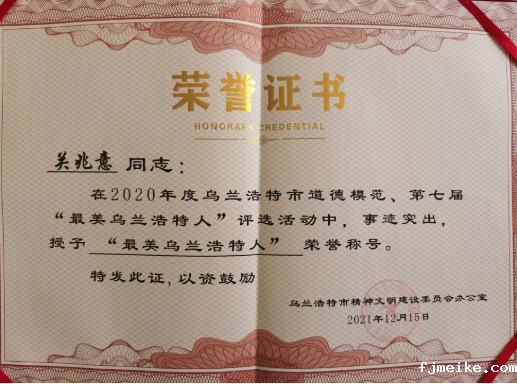 荣誉证书
HONORARY CREDENTIAL
关兆意 同志：
在2020年度乌兰浩特市道德模范、第七届
“最美乌兰浩特人”评选活动中，事迹突出，
授予 “最美乌兰浩特人” 荣誉称号。
特发此证，以资鼓励
乌兰浩特市精神文明建设委员会办公室
2021年12月15日
fjmeike.com